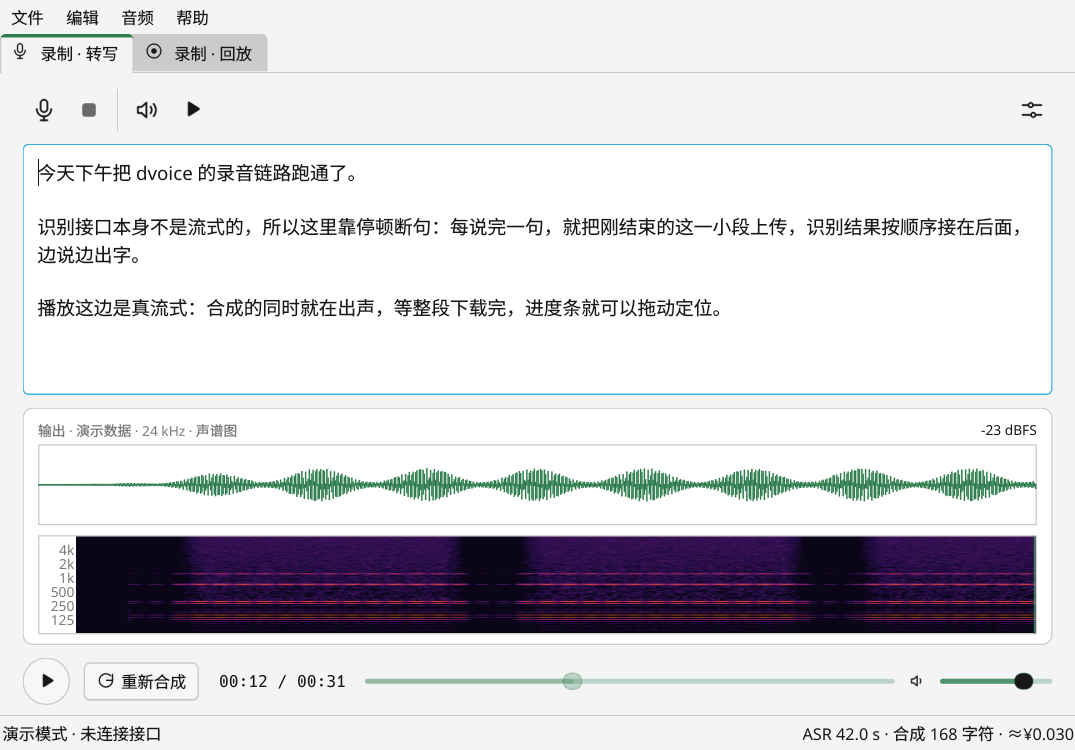 文件 编辑 音频 帮助
录制 · 转写 录制 · 回放
今天下午把 dvoice 的录音链路跑通了。
识别接口本身不是流式的，所以这里靠停顿断句：每说完一句，就把刚结束的这一小段上传，识别结果按顺序接在后面，
边说边出字。
播放这边是真流式：合成的同时就在出声，等整段下载完，进度条就可以拖动定位。
输出 · 演示数据 · 24 kHz · 声谱图 -23 dBFS
4k
2k
1k
500
250
125
重新合成 00:12 / 00:31
演示模式 · 未连接接口 ASR 42.0 s · 合成 168 字符 · ≈¥0.030